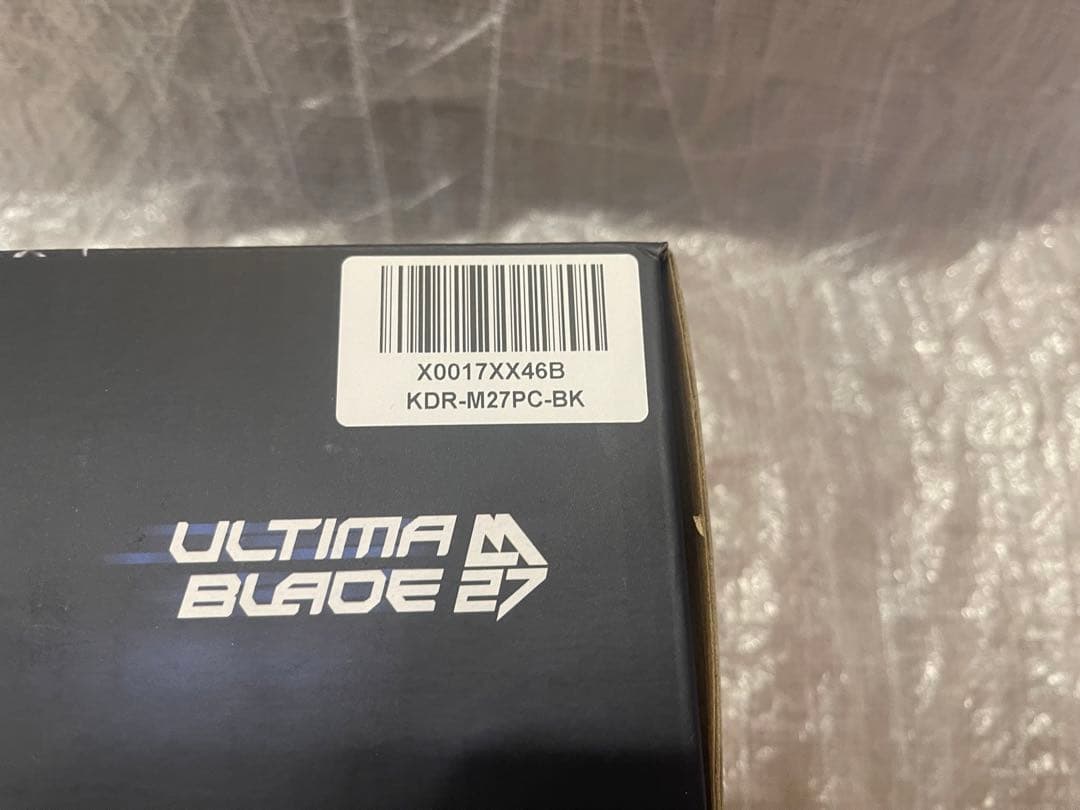 X0017XX46B
KDR-M27PC-BK
ULTIMA M
BLADE 27